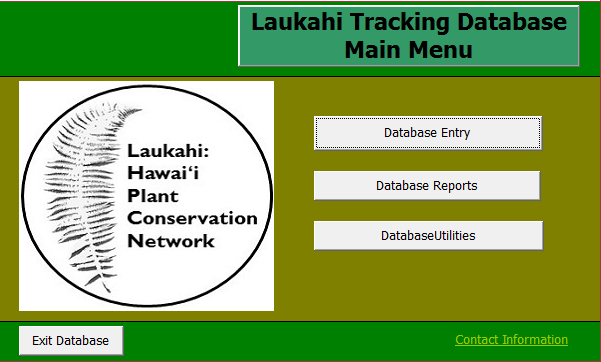 Laukahi Tracking Database
Main Menu
Laukahi:
Hawai‘i
Plant
Conservation
Network
Database Entry
Database Reports
DatabaseUtilities
Exit Database
Contact Information